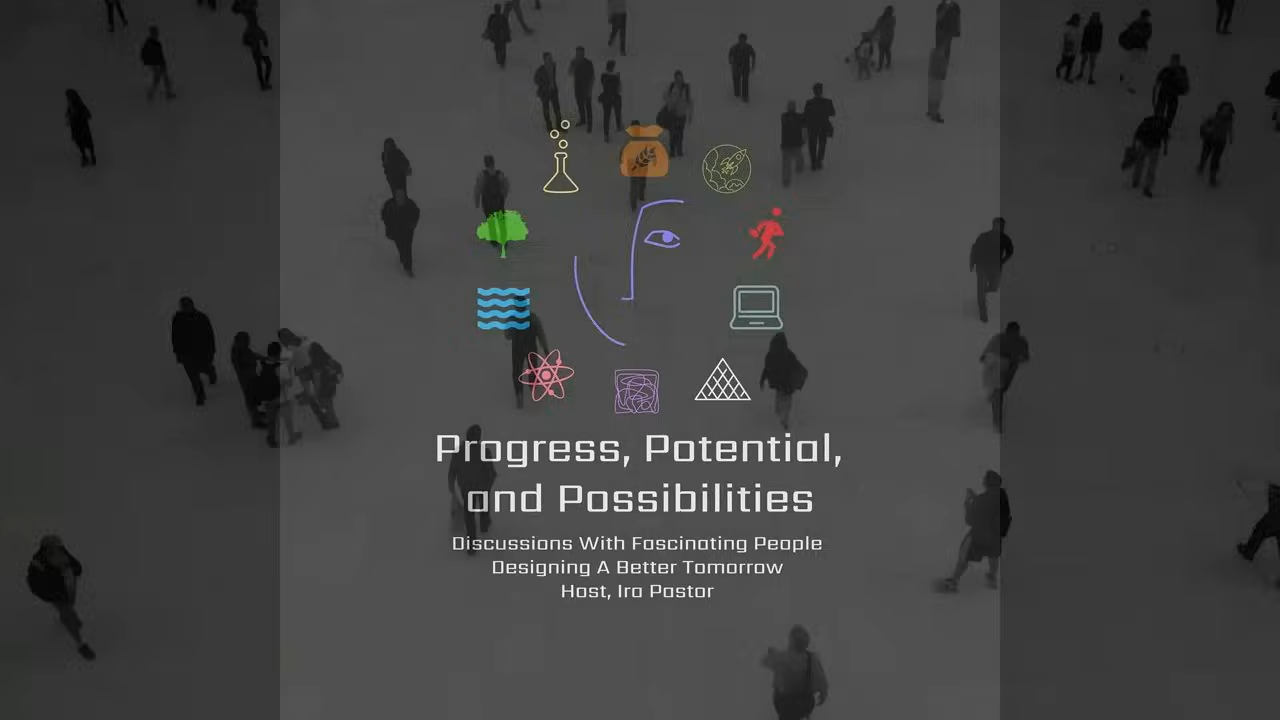 Progress, Potential,
and Possibilities
Discussions With Fascinating People
Designing A Better Tomorrow
Host, Ira Pastor